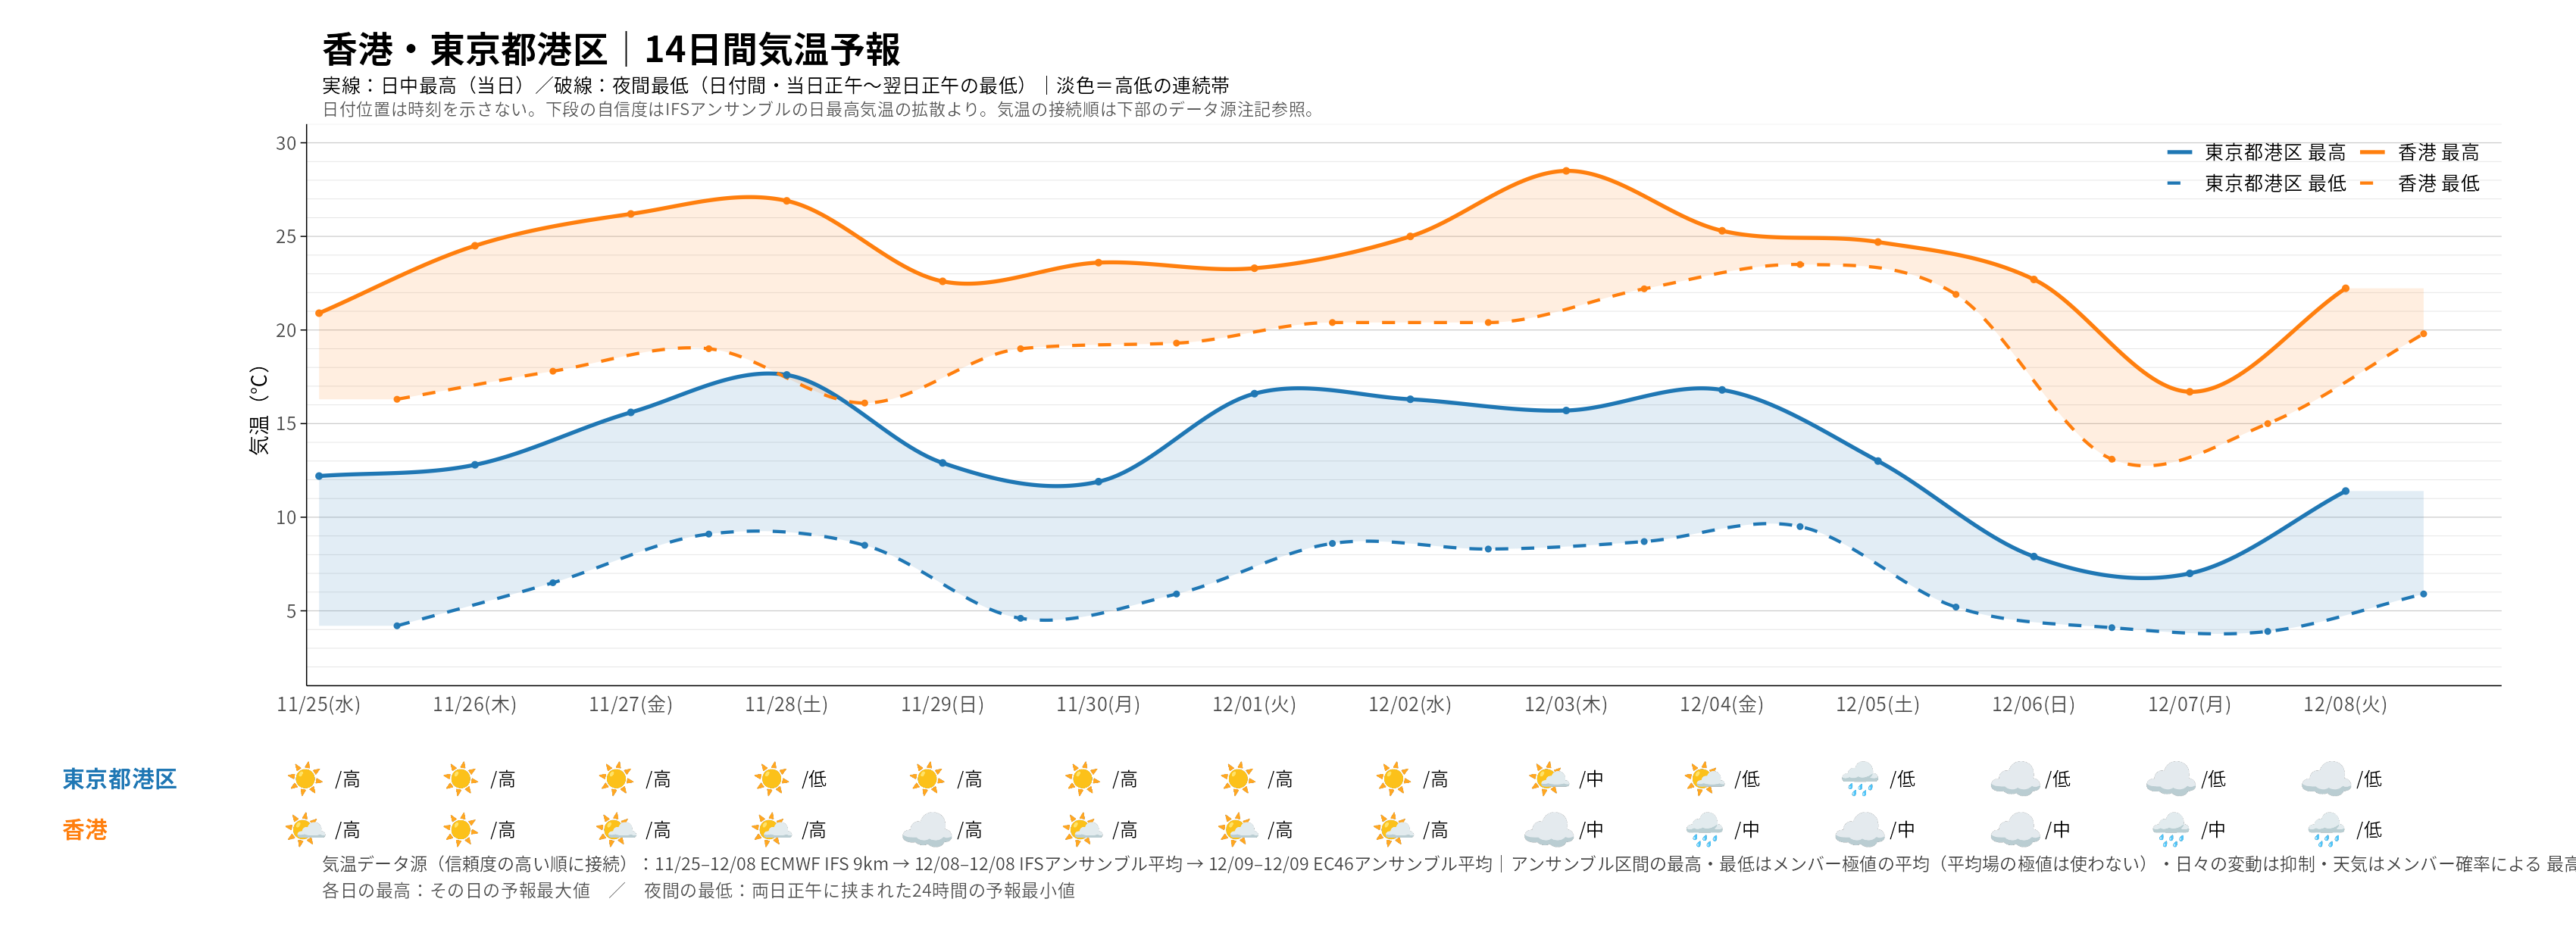 香港・東京都港区｜14日間気温予報
実線：日中最高（当日）／破線：夜間最低（日付間・当日正午～翌日正午の最低）｜淡色＝高低の連続帯
日付位置は時刻を示さない。下段の自信度はIFSアンサンブルの日最高気温の拡散より。気温の接続順は下部のデータ源注記参照。
東京都港区 最高 香港 最高
東京都港区 最低 香港 最低
気温（℃）
30
25
20
15
10
5
11/25(水) 11/26(木) 11/27(金) 11/28(土) 11/29(日) 11/30(月) 12/01(火) 12/02(水) 12/03(木) 12/04(金) 12/05(土) 12/06(日) 12/07(月) 12/08(火)
東京都港区 /高 /高 /高 /低 /高 /高 /高 /高 /中 /低 /低 /低 /低 /低
香港 /高 /高 /高 /高 /高 /高 /高 /高 /中 /中 /中 /中 /中 /低
気温データ源（信頼度の高い順に接続）：11/25–12/08 ECMWF IFS 9km → 12/08–12/08 IFSアンサンブル平均 → 12/09–12/09 EC46アンサンブル平均｜アンサンブル区間の最高・最低はメンバー極値の平均（平均場の極値は使わない）・日々の変動は抑制・天気はメンバー確率による 最高
各日の最高：その日の予報最大値　／　夜間の最低：両日正午に挟まれた24時間の予報最小値